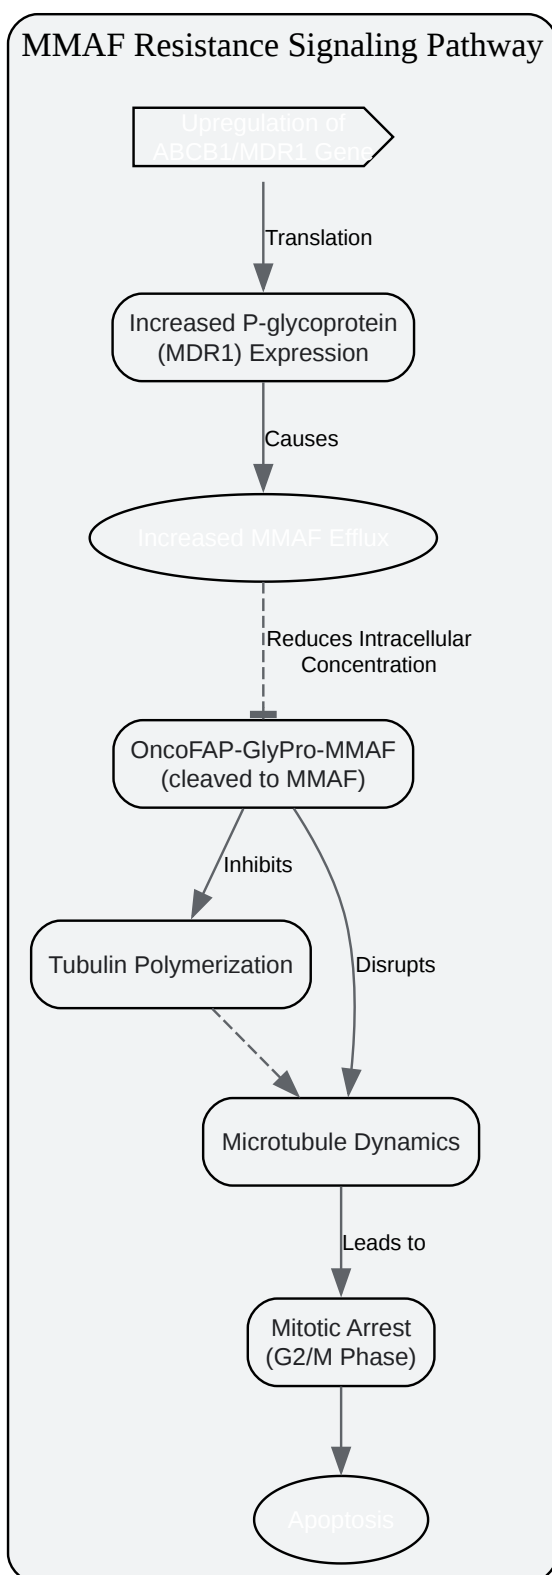 MMAF Resistance Signaling Pathway
Upregulation of
ABCB1/MDR1 Gene
Translation
Increased P-glycoprotein
(MDR1) Expression
Causes
Increased MMAF Efflux
Reduces Intracellular
Concentration
OncoFAP-GlyPro-MMAF
(cleaved to MMAF)
Inhibits
Tubulin Polymerization
Disrupts
Microtubule Dynamics
Leads to
Mitotic Arrest
(G2/M Phase)
Apoptosis